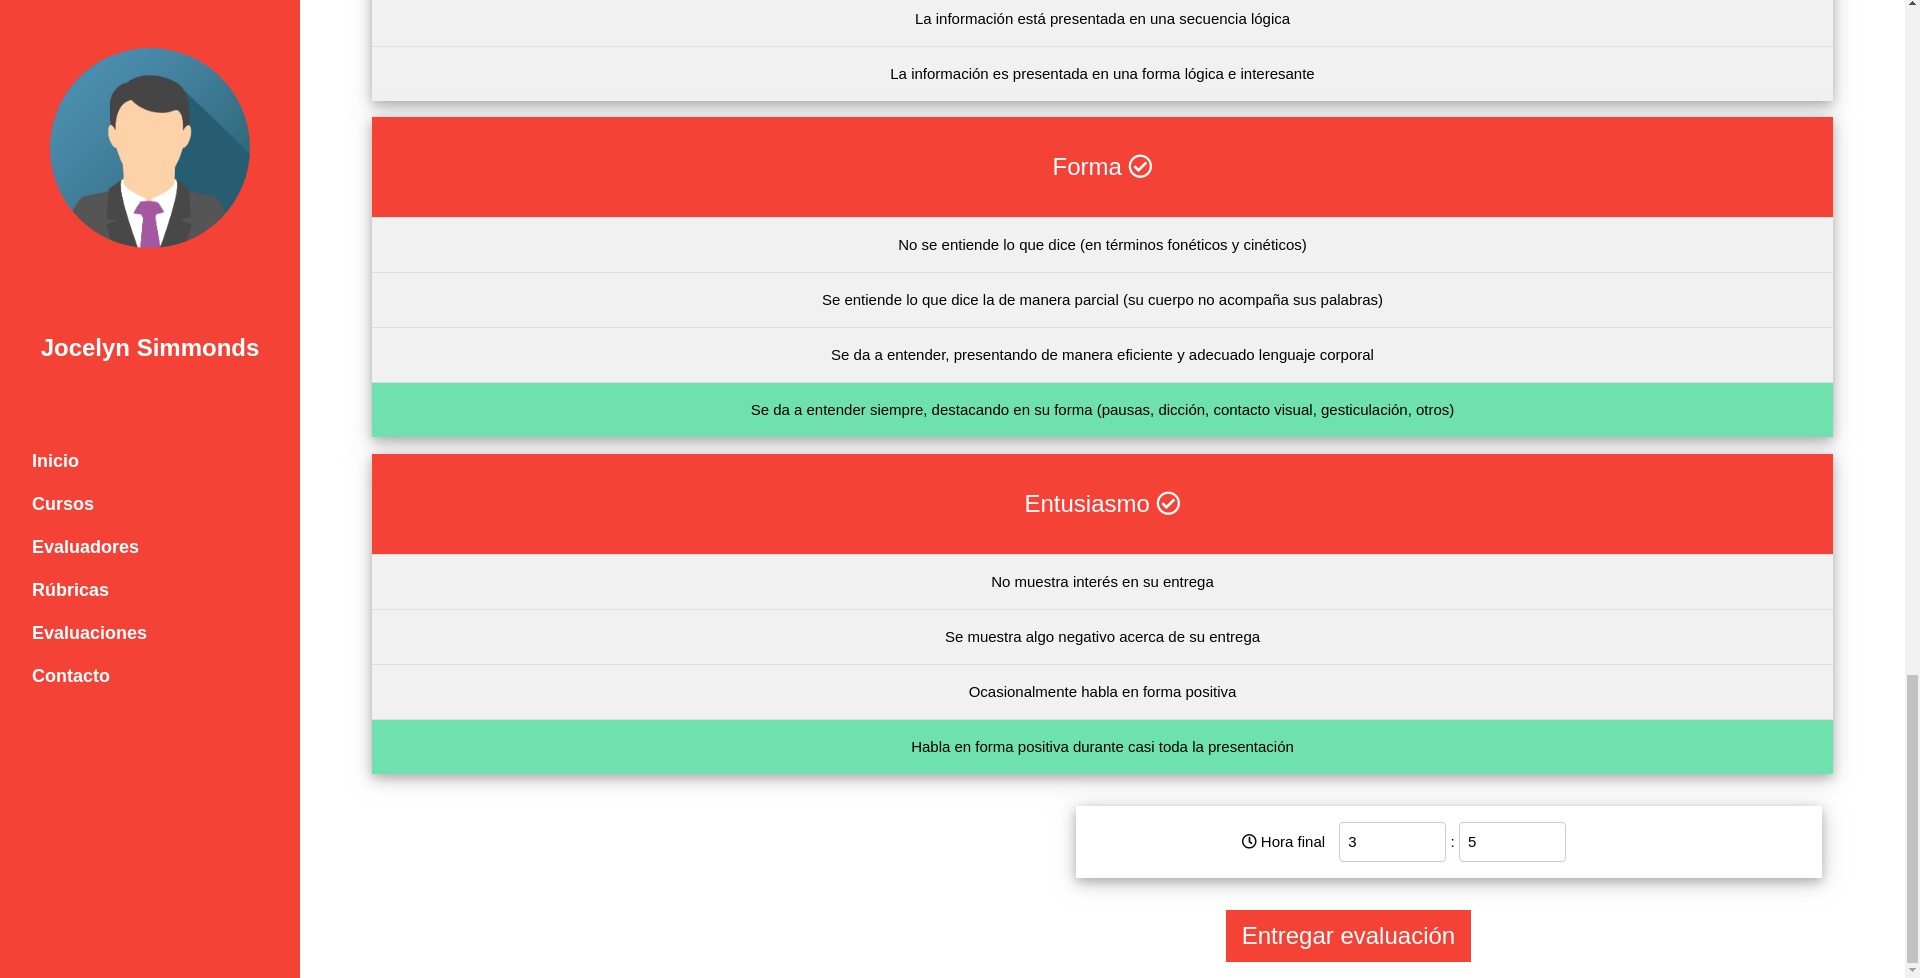 Jocelyn Simmonds
Inicio
Cursos
Evaluadores
Rúbricas
Evaluaciones
Contacto
La información está presentada en una secuencia lógica
La información es presentada en una forma lógica e interesante
Forma
No se entiende lo que dice (en términos fonéticos y cinéticos)
Se entiende lo que dice la de manera parcial (su cuerpo no acompaña sus palabras)
Se da a entender, presentando de manera eficiente y adecuado lenguaje corporal
Se da a entender siempre, destacando en su forma (pausas, dicción, contacto visual, gesticulación, otros)
Entusiasmo
No muestra interés en su entrega
Se muestra algo negativo acerca de su entrega
Ocasionalmente habla en forma positiva
Habla en forma positiva durante casi toda la presentación
Hora final 3 : 5
Entregar evaluación